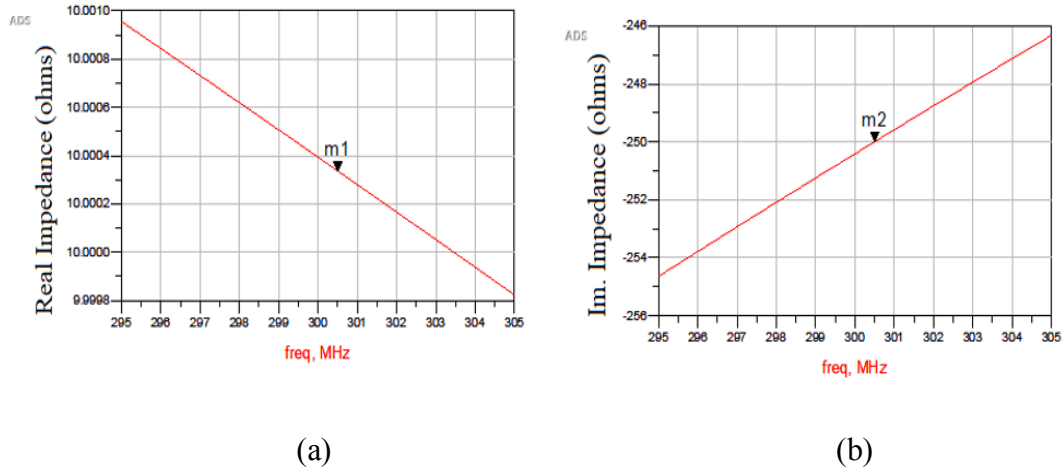 ADS
Real Impedance (ohms)
10.0010
10.0008
10.0006
10.0004
10.0002
10.0000
9.9998
m1
295 296 297 298 299 300 301 302 303 304 305
freq, MHz
(a)
ADS
Im. Impedance (ohms)
-246
-248
-250
-252
-254
-256
m2
295 296 297 298 299 300 301 302 303 304 305
freq, MHz
(b)